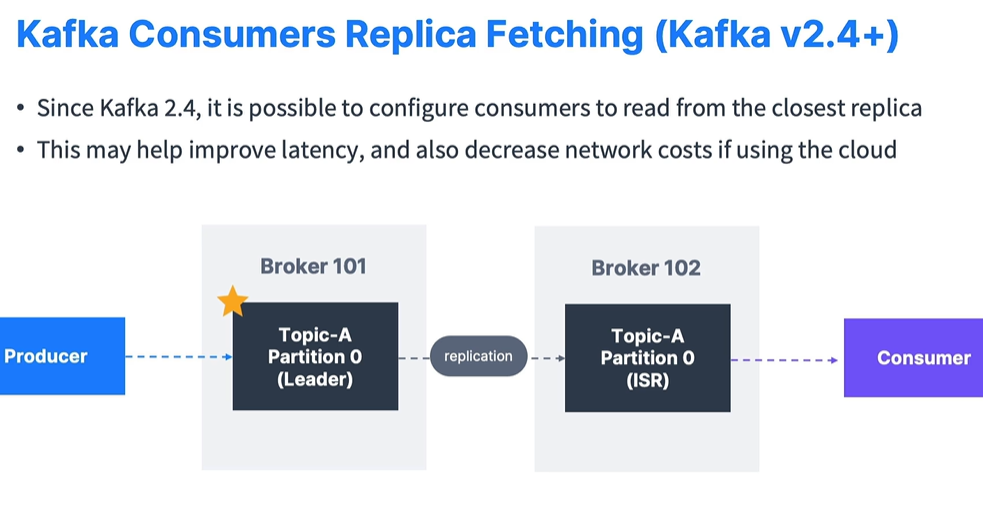 Kafka Consumers Replica Fetching (Kafka v2.4+)
• Since Kafka 2.4, it is possible to configure consumers to read from the closest replica
• This may help improve latency, and also decrease network costs if using the cloud
Broker 101
Broker 102
Producer
Topic-A
Partition 0
(Leader)
replication
Topic-A
Partition 0
(ISR)
Consumer